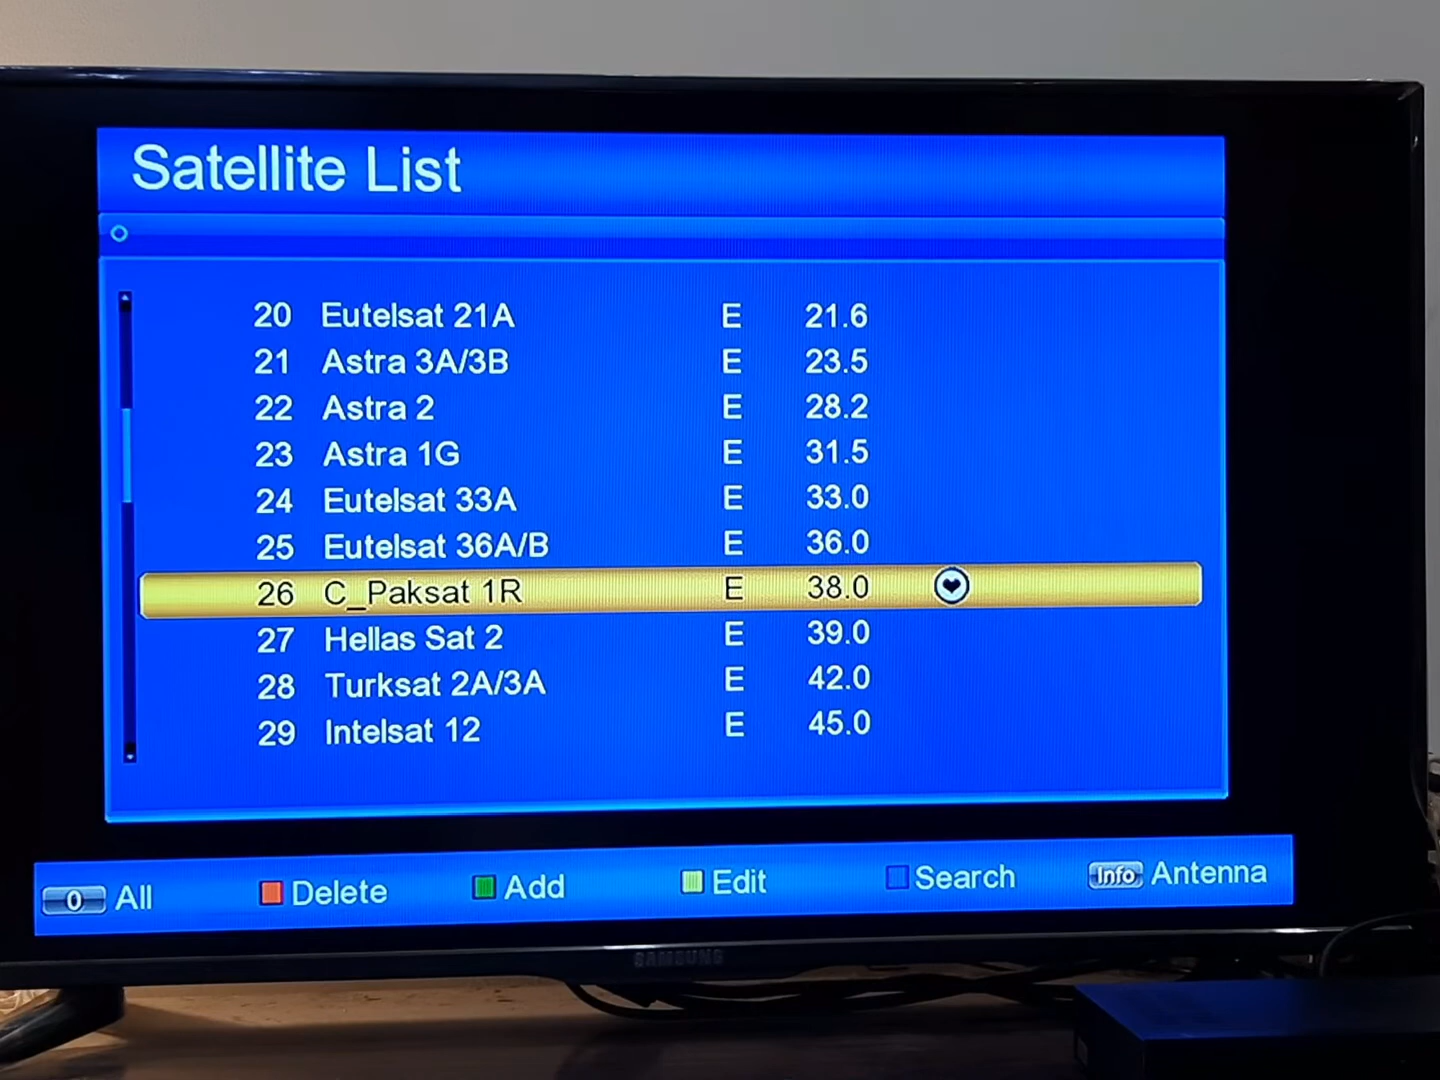 Satellite List
20 Eutelsat 21A E 21.6
21 Astra 3A/3B E 23.5
22 Astra 2 E 28.2
23 Astra 1G E 31.5
24 Eutelsat 33A E 33.0
25 Eutelsat 36A/B E 36.0
26 C_Paksat 1R E 38.0
27 Hellas Sat 2 E 39.0
28 Turksat 2A/3A E 42.0
29 Intelsat 12 E 45.0
0 All Delete Add Edit Search Info Antenna
SAMSUNG